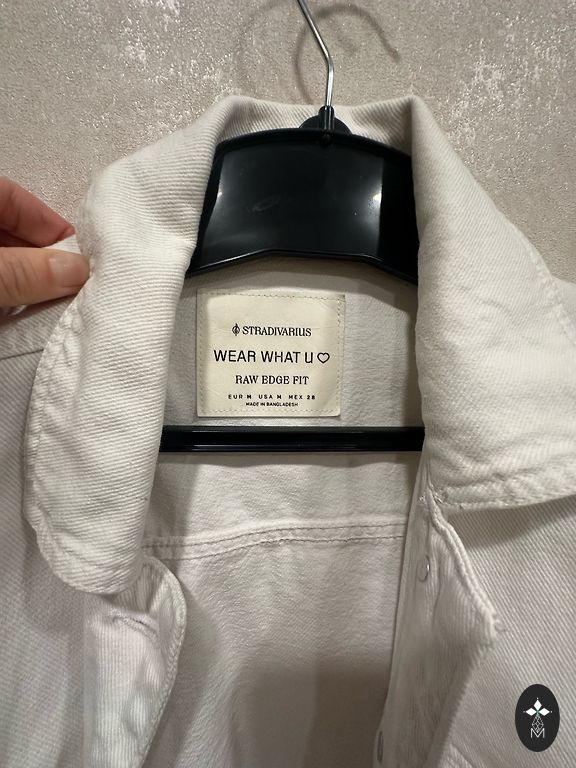 STRADIVARIUS
WEAR WHAT U ♡
RAW EDGE FIT
EUR M USA M MEX 28
MADE IN BANGLADESH
M